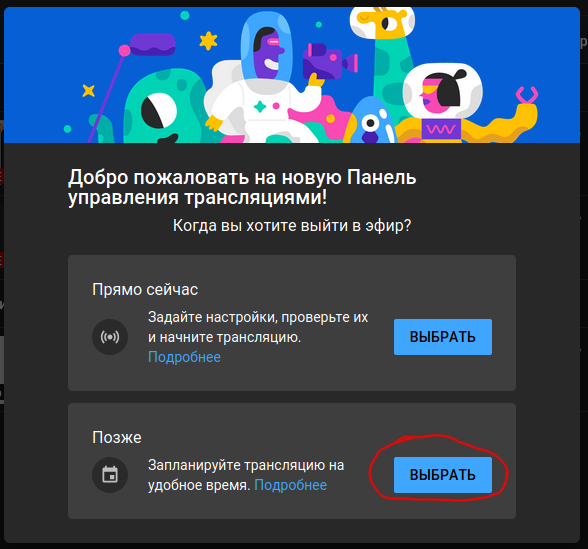 Добро пожаловать на новую Панель
управления трансляциями!
Когда вы хотите выйти в эфир?
Прямо сейчас
Задайте настройки, проверьте их
и начните трансляцию.
Подробнее
ВЫБРАТЬ
Позже
Запланируйте трансляцию на
удобное время. Подробнее
ВЫБРАТЬ